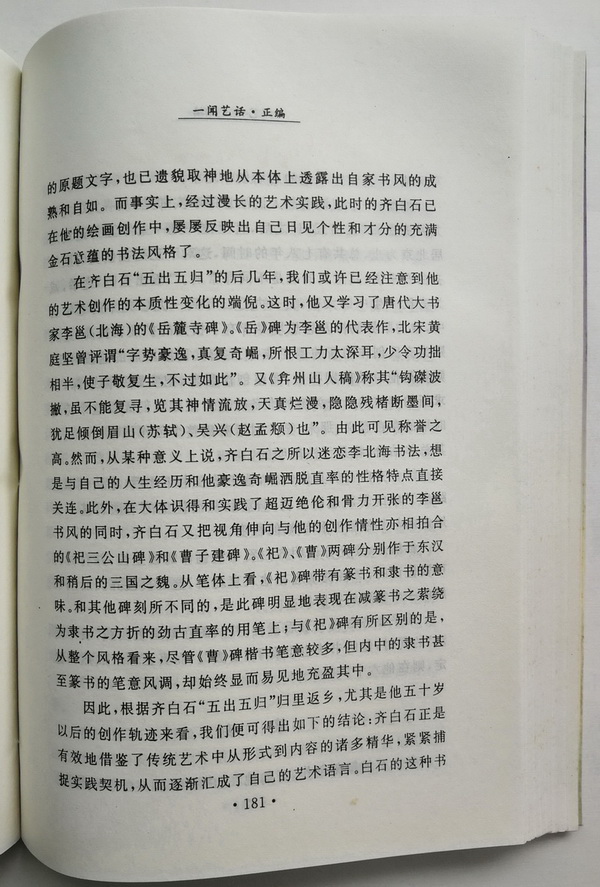 一闻艺话·正编
的原题文字,也已遗貌取神地从本体上透露出自家书风的成
熟和自如。而事实上,经过漫长的艺术实践,此时的齐白石已
在他的绘画创作中,屡屡反映出自己日见个性和才分的充满
金石意蕴的书法风格了。
在齐白石“五出五归”的后几年,我们或许已经注意到他
的艺术创作的本质性变化的端倪。这时,他又学习了唐代大书
家李邕(北海)的《岳麓寺碑》。《岳》碑为李邕的代表作,北宋黄
庭坚曾评谓“字势豪逸,真复奇崛,所恨工力太深耳,少令功拙
相半,使子敬复生,不过如此”。又《弇州山人稿》称其“钩磔波
撇,虽不能复寻,览其神情流放,天真烂漫,隐隐残楮断墨间,
犹足倾倒眉山(苏轼)、吴兴(赵孟𫖯)也”。由此可见称誉之
高。然而,从某种意义上说,齐白石之所以迷恋李北海书法,想
是与自己的人生经历和他豪逸奇崛洒脱直率的性格特点直接
关连。此外,在大体识得和实践了超迈绝伦和骨力开张的李邕
书风的同时,齐白石又把视角伸向与他的创作情性亦相拍合
的《祀三公山碑》和《曹子建碑》。《祀》、《曹》两碑分别作于东汉
和稍后的三国之魏。从笔体上看,《祀》碑带有篆书和隶书的意
味。和其他碑刻所不同的,是此碑明显地表现在减篆书之萦绕
为隶书之方折的劲古直率的用笔上;与《祀》碑有所区别的是,
从整个风格看来,尽管《曹》碑楷书意较多,但内中的隶书甚
至篆书的笔意风调,却始终显而易见地充盈其中。
因此,根据齐白石“五出五归”归里返乡,尤其是他五十岁
以后的创作轨迹来看,我们便可得出如下的结论:齐白石正是
有效地借鉴了传统艺术中从形式到内容的诸多精华,紧紧捕
捉实践契机,从而逐渐汇成了自己的艺术语言。白石的这种书
·181·